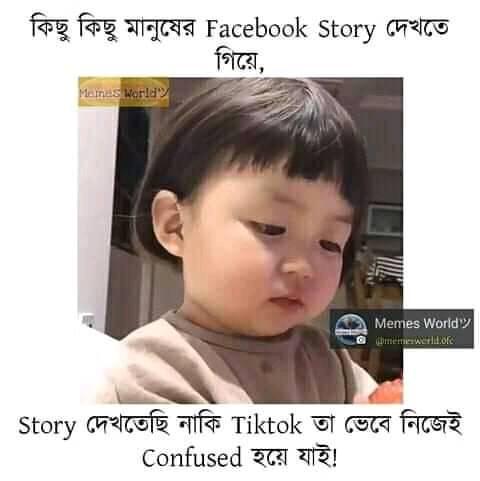 কিছু কিছু মানুষের Facebook Story দেখতে
গিয়ে,
Memes Worldツ
Memes Worldツ
@memesworld.0fc
Story দেখতেছি নাকি Tiktok তা ভেবে নিজেই
Confused হয়ে যাই!